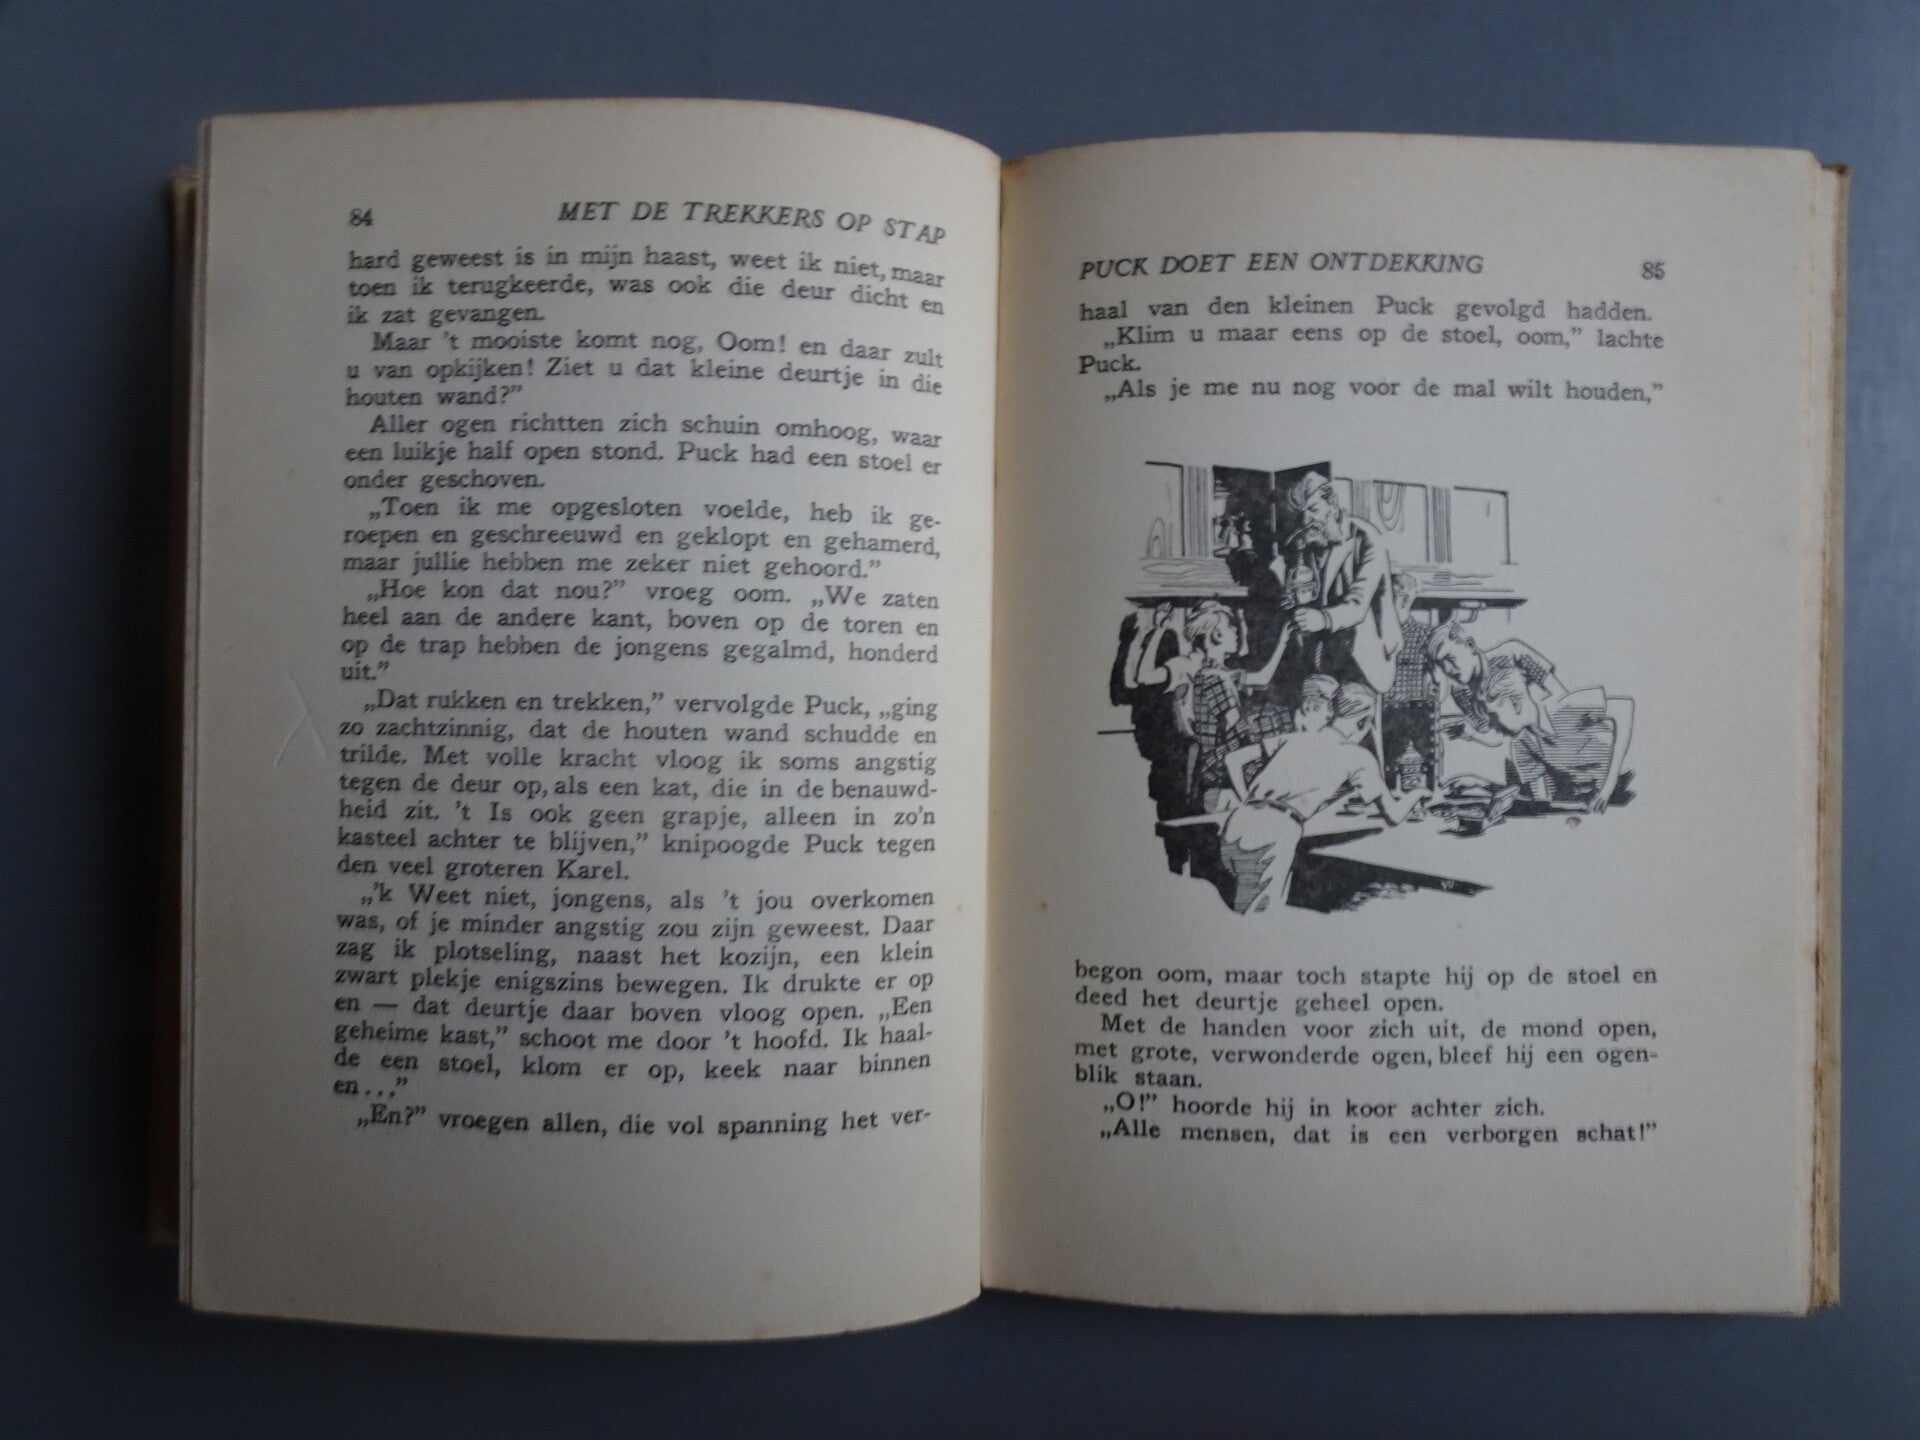 84 MET DE TREKKERS OP STAP
hard geweest is in mijn haast, weet ik niet, maar
toen ik terugkeerde, was ook die deur dicht en
ik zat gevangen.
Maar 't mooiste komt nog, Oom! en daar zult
u van opkijken! Ziet u dat kleine deurtje in die
houten wand?”
Aller ogen richtten zich schuin omhoog, waar
een luikje half open stond. Puck had een stoel er
onder geschoven.
„Toen ik me opgesloten voelde, heb ik ge-
roepen en geschreeuwd en geklopt en gehamerd,
maar jullie hebben me zeker niet gehoord.”
„Hoe kon dat nou?” vroeg oom. „We zaten
heel aan de andere kant, boven op de toren en
op de trap hebben de jongens gegalmd, honderd
uit.”
„Dat rukken en trekken,” vervolgde Puck, „ging
zo zachtzinnig, dat de houten wand schudde en
trilde. Met volle kracht vloog ik soms angstig
tegen de deur op, als een kat, die in de benauwd-
heid zit. 't Is ook geen grapje, alleen in zo'n
kasteel achter te blijven,” knipoogde Puck tegen
den veel groteren Karel.
„'k Weet niet, jongens, als 't jou overkomen
was, of je minder angstig zou zijn geweest. Daar
zag ik plotseling, naast het kozijn, een klein
zwart plekje enigszins bewegen. Ik drukte er op
en — dat deurtje daar boven vloog open. „Een
geheime kast,” schoot me door 't hoofd. Ik haal-
de een stoel, klom er op, keek naar binnen
en...”
„En?” vroegen allen, die vol spanning het ver-
PUCK DOET EEN ONTDEKKING 85
haal van den kleinen Puck gevolgd hadden.
„Klim u maar eens op de stoel, oom,” lachte
Puck.
„Als je me nu nog voor de mal wilt houden,”
begon oom, maar toch stapte hij op de stoel en
deed het deurtje geheel open.
Met de handen voor zich uit, de mond open,
met grote, verwonderde ogen, bleef hij een ogen-
blik staan.
„O!” hoorde hij in koor achter zich.
„Alle mensen, dat is een verborgen schat!”